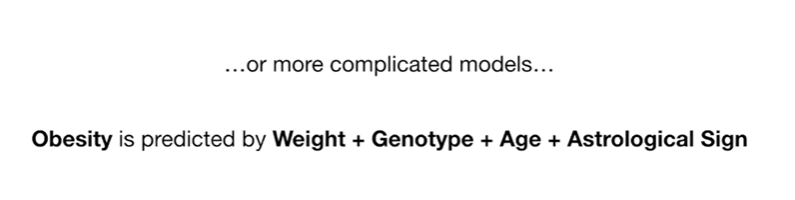 ...or more complicated models...
Obesity is predicted by Weight + Genotype + Age + Astrological Sign